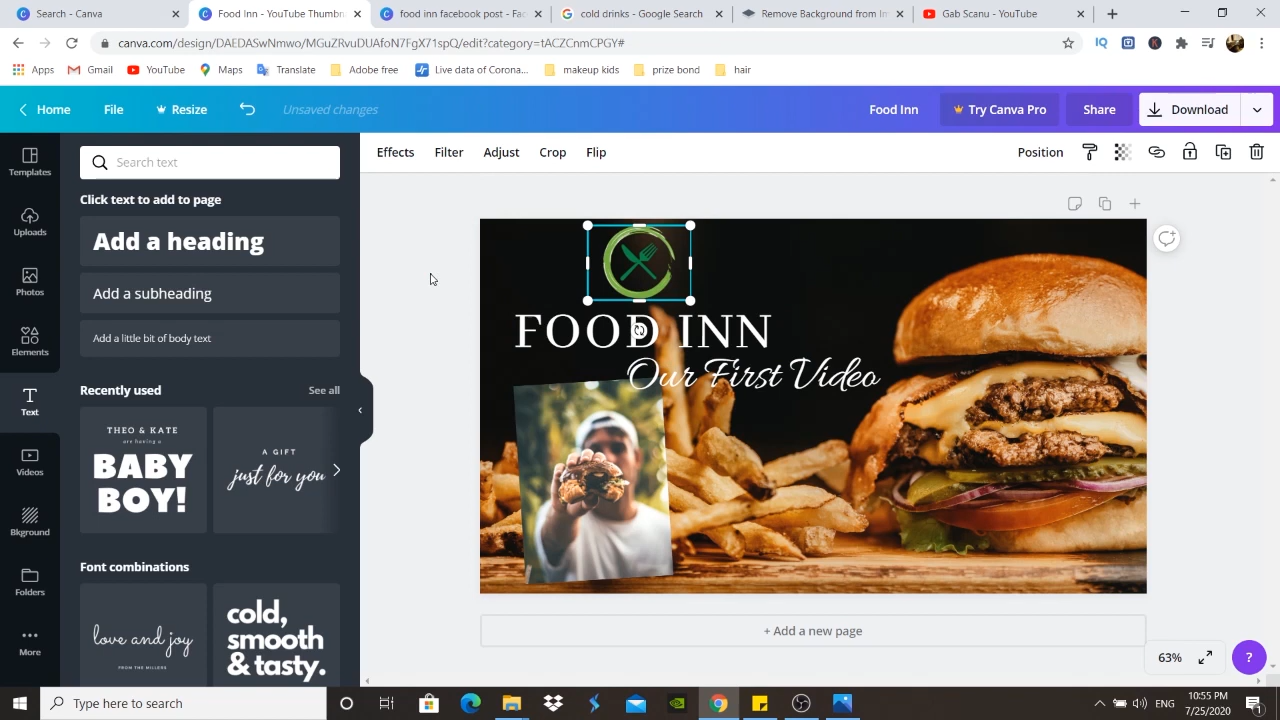 Search - Canva
Food Inn - YouTube Thumbn
food inn facebook post - Fac
cold drinks - Google Search
Remove Background from Im
Gab Scanu - YouTube
canva.com/design/DAEDASwNmwo/MGuZRvuDUAfoN7FgX71spQ/edit?category=tACZCnmCPGY#
Apps
Gmail
YouTube
Maps
Translate
Adobe free
Live data of Corona...
makeup kids
prize bond
hair
Home
File
Resize
Unsaved changes
Food Inn
Try Canva Pro
Share
Download
Templates
Uploads
Photos
Elements
Text
Videos
Bkground
Folders
More
Search text
Click text to add to page
Add a heading
Add a subheading
Add a little bit of body text
Recently used
See all
THEO & KATE
are having a
BABY
BOY!
A GIFT
just for you
Font combinations
love and joy
FROM THE MILLERS
cold,
smooth
& tasty.
Effects
Filter
Adjust
Crop
Flip
Position
FOOD INN
Our First Video
+ Add a new page
63%
?
Type here to search
ENG
10:55 PM
7/25/2020
1